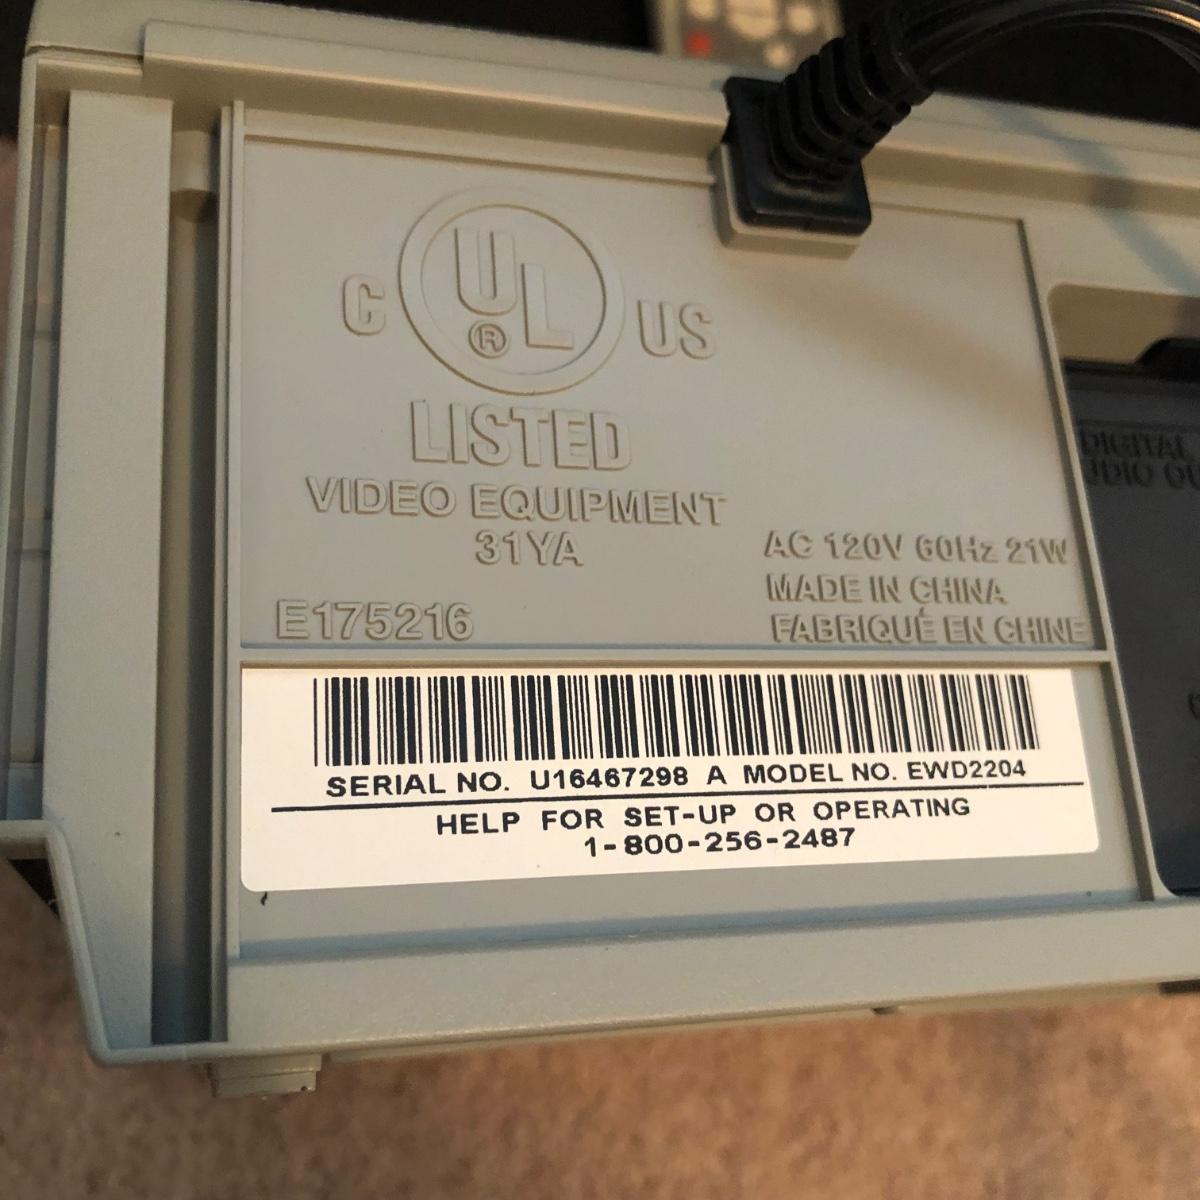 C UL® US
LISTED
VIDEO EQUIPMENT
31YA
E175216
AC 120V 60Hz 21W
MADE IN CHINA
FABRIQUÉ EN CHINE
DIGITAL
SERIAL NO. U16467298 A MODEL NO. EWD2204
HELP FOR SET-UP OR OPERATING
1-800-256-2487